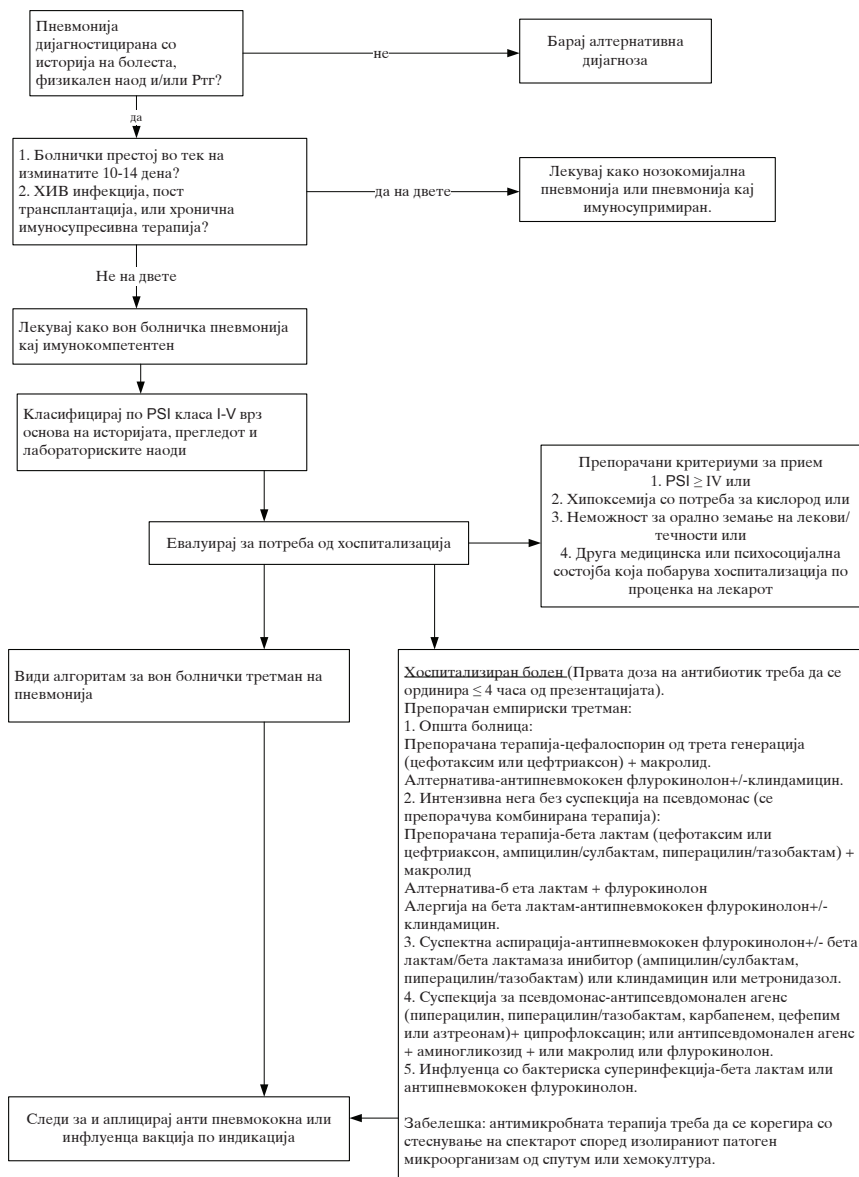 Пневмонија
дијагностицирана со
историја на болеста,
физикален наод и/или Ртг?
не
Барај алтернативна
дијагноза
да
1. Болнички престој во тек на
изминатите 10-14 дена?
2. ХИВ инфекција, пост
трансплантација, или хронична
имуносупресивна терапија?
да на двете
Лекувај како нозокомијална
пневмонија или пневмонија кај
имуносупримиран.
Не на двете
Лекувај како вон болничка пневмонија
кај имунокомпетентен
Класифицирај по PSI класа I-V врз
основа на историјата, прегледот и
лабораториските наоди
Препорачани критериуми за прием
1. PSI ≥ IV или
2. Хипоксемија со потреба за кислород или
3. Неможност за орално земање на лекови/
течности или
4. Друга медицинска или психосоцијална
состојба која побарува хоспитализација по
проценка на лекарот
Евалуирај за потреба од хоспитализација
Види алгоритам за вон болнички третман на
пневмонија
Хоспитализиран болен (Првата доза на антибиотик треба да се
ординира ≤ 4 часа од презентацијата).
Препорачан емпириски третман:
1. Општа болница:
Препорачана терапија-цефалоспорин од трета генерација
(цефотаксим или цефтриаксон) + макролид.
Алтернатива-антипневмококен флурокинолон+/-клиндамицин.
2. Интензивна нега без суспекција на псевдомонас (се
препорачува комбинирана терапија):
Препорачана терапија-бета лактам (цефотаксим или
цефтриаксон, ампицилин/сулбактам, пиперацилин/тазобактам) +
макролид
Алтернатива-б ета лактам + флурокинолон
Алергија на бета лактам-антипневмококен флурокинолон+/-
клиндамицин.
3. Суспектна аспирација-антипневмококен флурокинолон+/- бета
лактам/бета лактамаза инибитор (ампицилин/сулбактам,
пиперацилин/тазобактам) или клиндамицин или метронидазол.
4. Суспекција за псевдомонас-антипсевдомонален агенс
(пиперацилин, пиперацилин/тазобактам, карбапенем, цефепим
или азтреонам)+ ципрофлоксацин; или антипсевдомонален агенс
+ аминогликозид + или макролид или флурокинолон.
5. Инфлуенца со бактериска суперинфекција-бета лактам или
антипневмококен флурокинолон.
Забелешка: антимикробната терапија треба да се корегира со
стеснување на спектарот според изолираниот патоген
микроорганизам од спутум или хемокултура.
Следи за и аплицирај анти пневмококна или
инфлуенца вакција по индикација